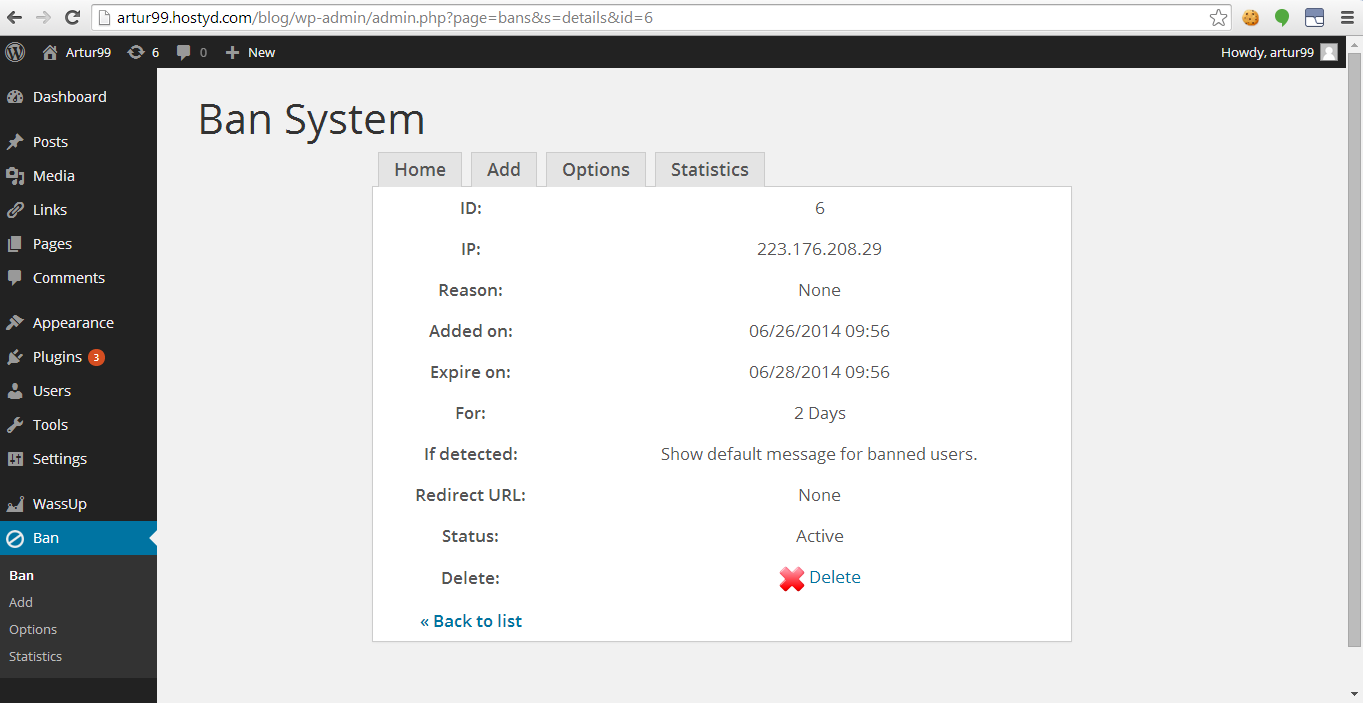 artur99.hostyd.com/blog/wp-admin/admin.php?page=bans&s=details&id=6
Artur99 6 0 New Howdy, artur99
Dashboard
Posts
Media
Links
Pages
Comments
Appearance
Plugins 3
Users
Tools
Settings
WassUp
Ban
Ban
Add
Options
Statistics
Ban System
Home Add Options Statistics
ID: 6
IP: 223.176.208.29
Reason: None
Added on: 06/26/2014 09:56
Expire on: 06/28/2014 09:56
For: 2 Days
If detected: Show default message for banned users.
Redirect URL: None
Status: Active
Delete: Delete
« Back to list